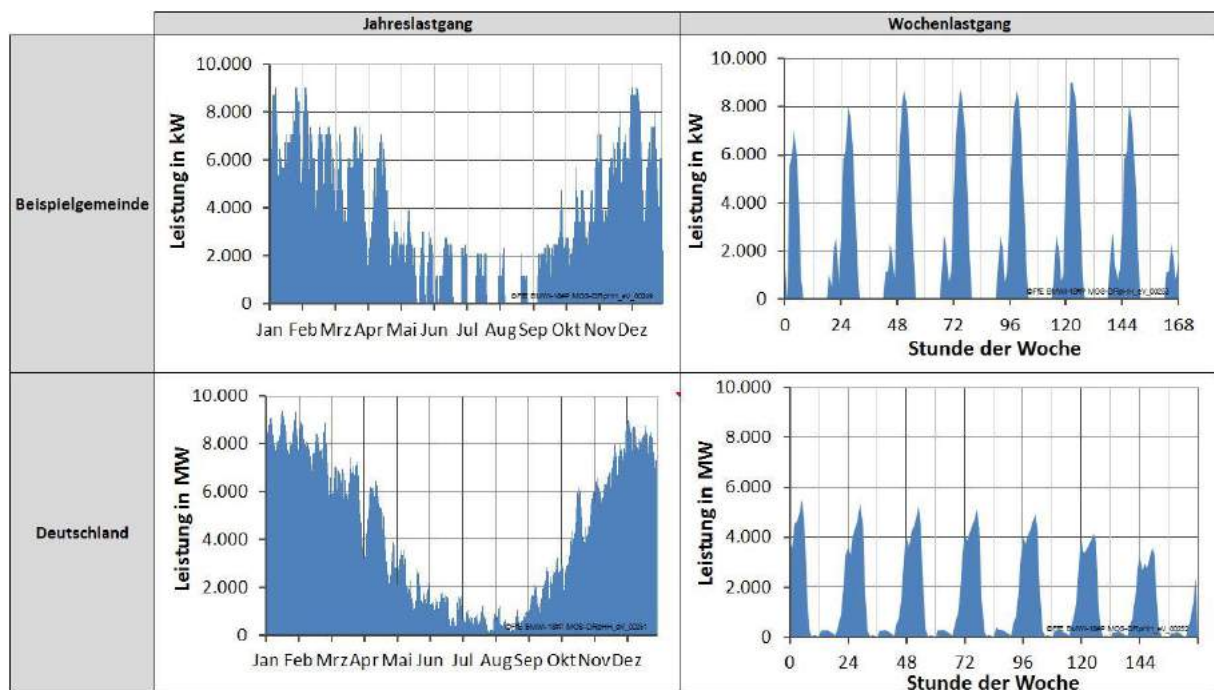 Jahreslastgang Wochenlastgang
Beispielgemeinde
Leistung in kW
10.000
8.000
6.000
4.000
2.000
0
Jan Feb Mrz Apr Mai Jun Jul Aug Sep Okt Nov Dez
Leistung in kW
10.000
8.000
6.000
4.000
2.000
0
0 24 48 72 96 120 144 168
Stunde der Woche
Deutschland
Leistung in MW
10.000
8.000
6.000
4.000
2.000
0
Jan Feb Mrz Apr Mai Jun Jul Aug Sep Okt Nov Dez
Leistung in MW
10.000
8.000
6.000
4.000
2.000
0
0 24 48 72 96 120 144
Stunde der Woche